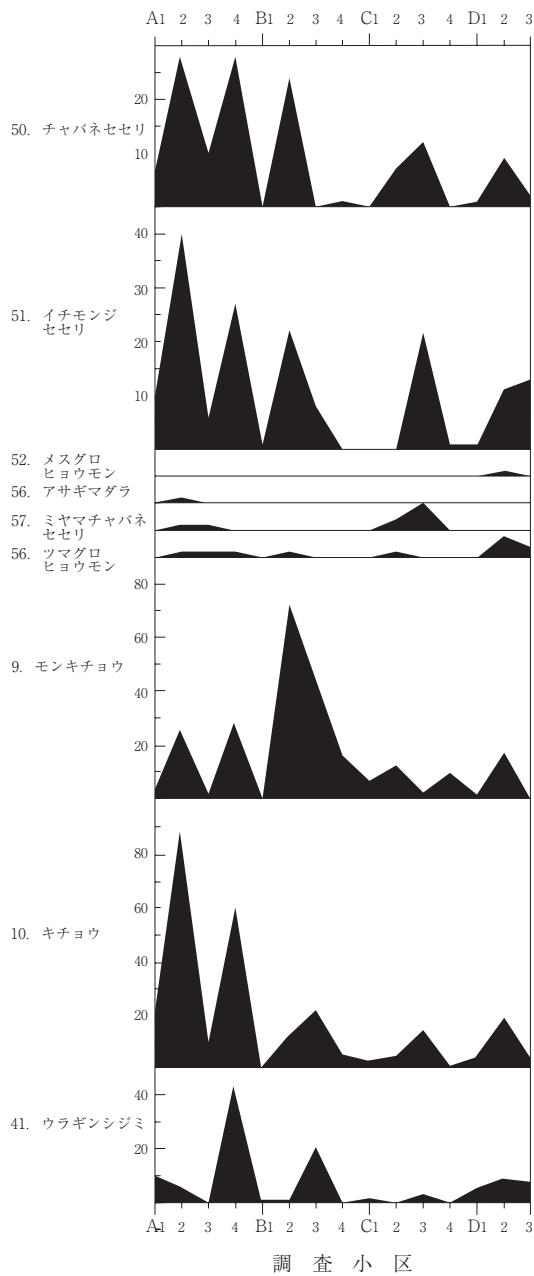 A1 2 3 4 B1 2 3 4 C1 2 3 4 D1 2 3
20
50. チャバネセセリ
10
40
30
51. イチモンジ
セセリ
20
10
52. メスグロ
ヒョウモン
56. アサギマダラ
57. ミヤマチャバネ
セセリ
56. ツマグロ
ヒョウモン
80
60
9. モンキチョウ
40
20
80
60
10. キチョウ
40
20
40
41. ウラギンシジミ
20
A1 2 3 4 B1 2 3 4 C1 2 3 4 D1 2 3
調 査 小 区